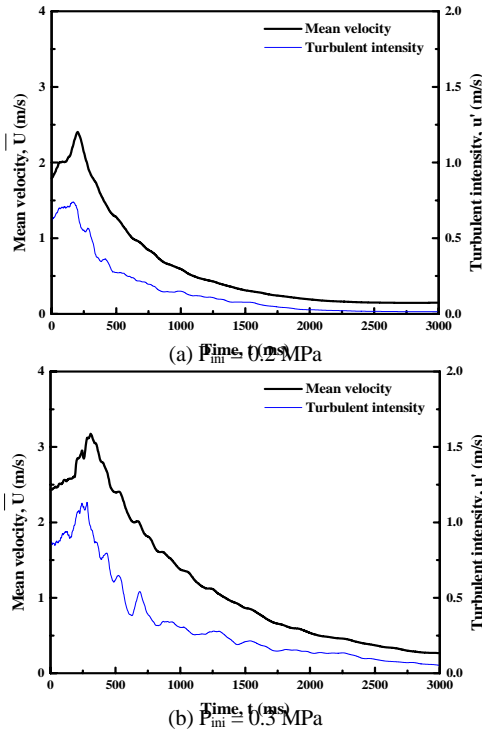 4
3
2
1
0
Mean velocity, U (m/s)
2.0
1.5
1.0
0.5
0.0
Turbulent intensity, u' (m/s)
Mean velocity
Turbulent intensity
0 500 1000 1500 2000 2500 3000
Time, t (ms)
(a) Pini = 0.2 MPa
4
3
2
1
0
Mean velocity, U (m/s)
2.0
1.5
1.0
0.5
0.0
Turbulent intensity, u' (m/s)
Mean velocity
Turbulent intensity
0 500 1000 1500 2000 2500 3000
Time, t (ms)
(b) Pini = 0.3 MPa